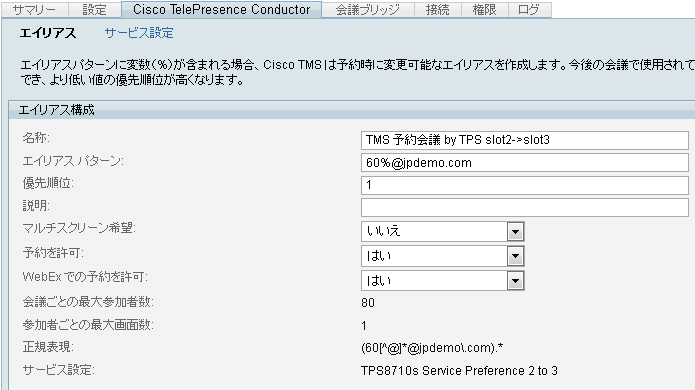 サマリー 設定 Cisco TelePresence Conductor 会議ブリッジ 接続 権限 ログ
エイリアス サービス設定
エイリアスパターンに変数(%)が含まれる場合、Cisco TMS は予約時に変更可能なエイリアスを作成します。今後の会議で使用されて
でき、より低い値の優先順位が高くなります。
エイリアス構成
名称: TMS 予約会議 by TPS slot2->slot3
エイリアス パターン: 60%@jpdemo.com
優先順位: 1
説明:
マルチスクリーン希望: いいえ
予約を許可: はい
WebEx での予約を許可: はい
会議ごとの最大参加者数: 80
参加者ごとの最大画面数: 1
正規表現: (60[^@]*@jpdemo\.com).*
サービス設定: TPS8710s Service Preference 2 to 3